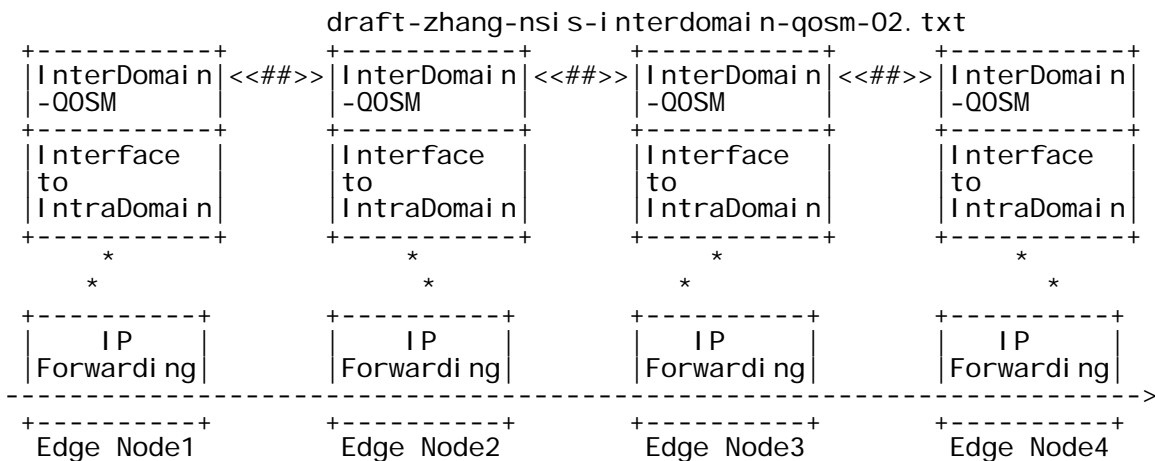 draft-zhang-nsis-interdomain-qosm-02.txt
+-----------+          +-----------+          +-----------+          +-----------+
|InterDomain|<<##>>|InterDomain|<<##>>|InterDomain|<<##>>|InterDomain|
|-QOSM      |          |-QOSM      |          |-QOSM      |          |-QOSM      |
+-----------+          +-----------+          +-----------+          +-----------+
|Interface  |          |Interface  |          |Interface  |          |Interface  |
|to         |          |to         |          |to         |          |to         |
|IntraDomain|          |IntraDomain|          |IntraDomain|          |IntraDomain|
+-----------+          +-----------+          +-----------+          +-----------+
*                    *                    *                    *
*                    *                    *                    *
+----------+          +----------+          +----------+          +----------+
|    IP    |          |    IP    |          |    IP    |          |    IP    |
|Forwarding|          |Forwarding|          |Forwarding|          |Forwarding|
------------------------------------------------------------------------>
+----------+          +----------+          +----------+          +----------+
Edge Node1          Edge Node2          Edge Node3          Edge Node4